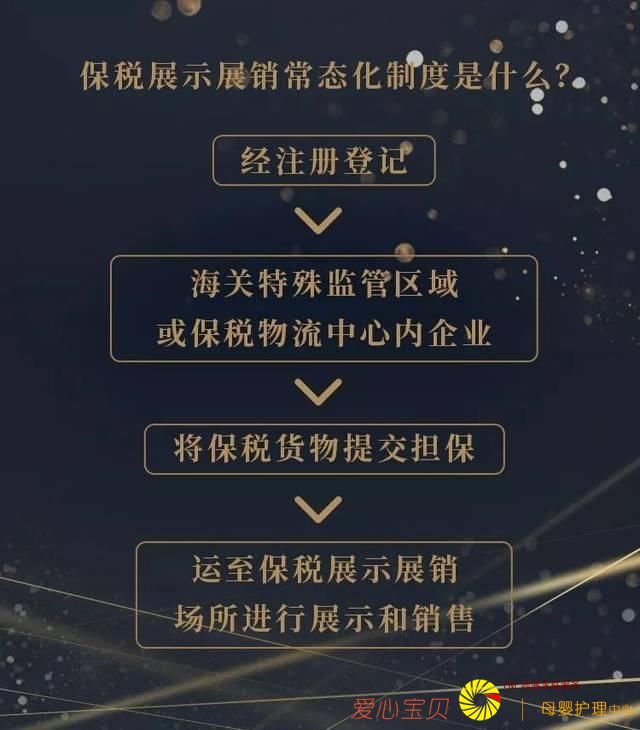 保税展示展销常态化制度是什么？
经注册登记
海关特殊监管区域
或保税物流中心内企业
将保税货物提交担保
运至保税展示展销
场所进行展示和销售
爱心宝贝
母婴护理中心